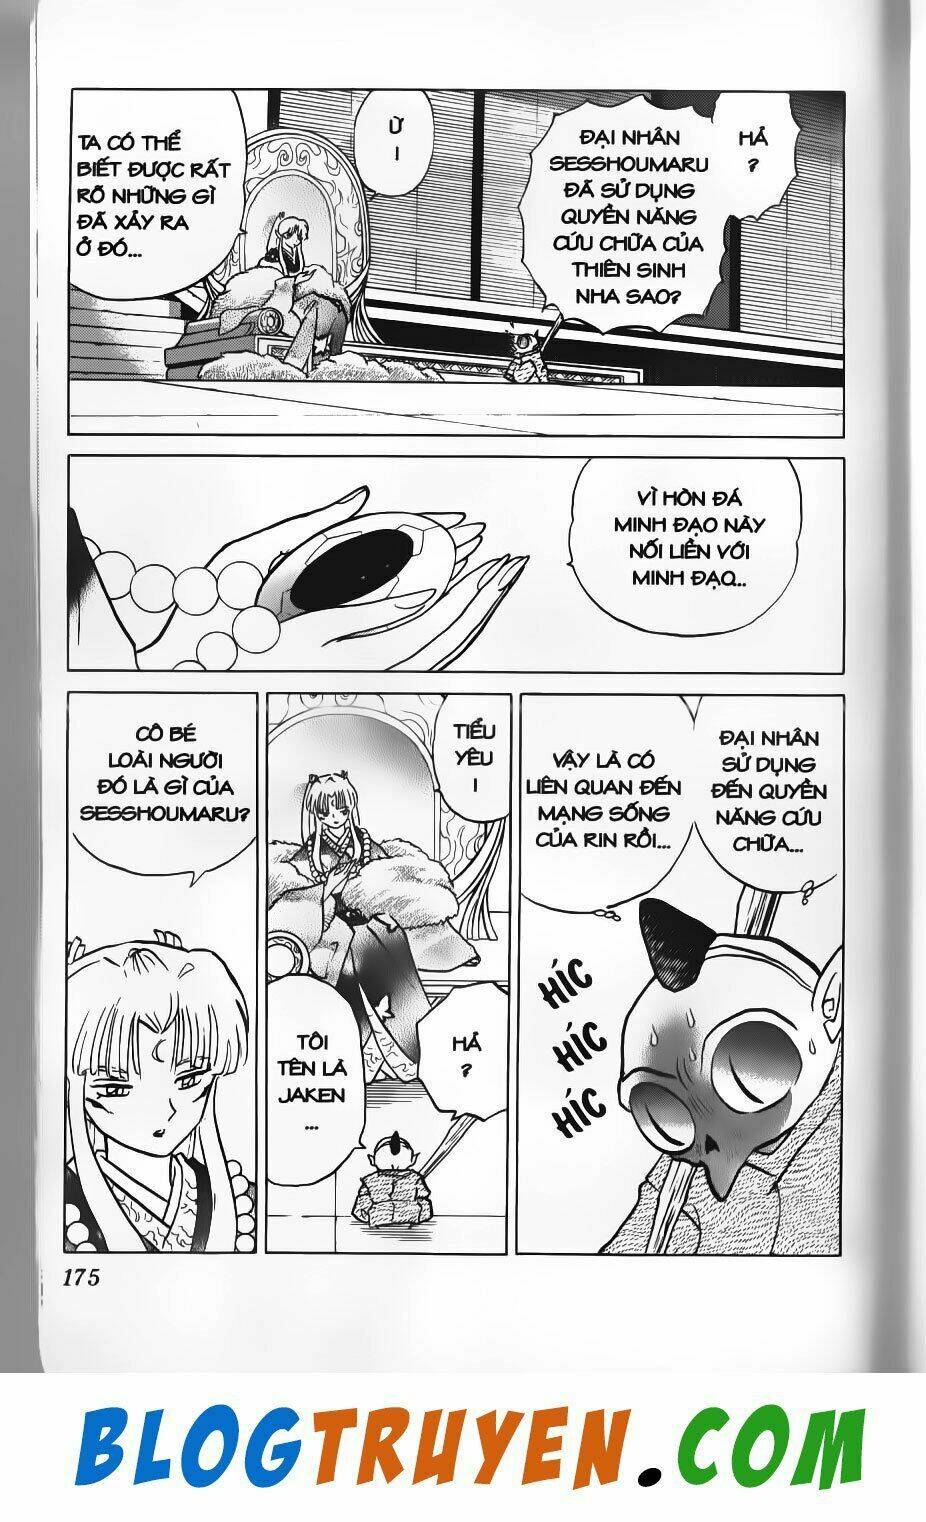 HẢ
?
ĐẠI NHÂN
SESSHOUMARU
ĐÃ SỬ DỤNG
QUYỀN NĂNG
CỨU CHỮA CỦA
THIÊN SINH
NHA SAO?
Ừ
!
TA CÓ THỂ
BIẾT ĐƯỢC RẤT
RÕ NHỮNG GÌ
ĐÃ XẢY RA
Ở ĐÓ...
VÌ HÒN ĐÁ
MINH ĐẠO NÀY
NỐI LIỀN VỚI
MINH ĐẠO...
ĐẠI NHÂN
SỬ DỤNG
ĐẾN QUYỀN
NĂNG CỨU
CHỮA...
VẬY LÀ CÓ
LIÊN QUAN ĐẾN
MẠNG SỐNG
CỦA RIN RỒI...
HÍC
HÍC
HÍC
TIỂU
YÊU
!
HẢ
?
TÔI
TÊN LÀ
JAKEN
...
CÔ BÉ
LOÀI NGƯỜI
ĐÓ LÀ GÌ CỦA
SESSHOUMARU?
175
BLOGTRUYEN.COM